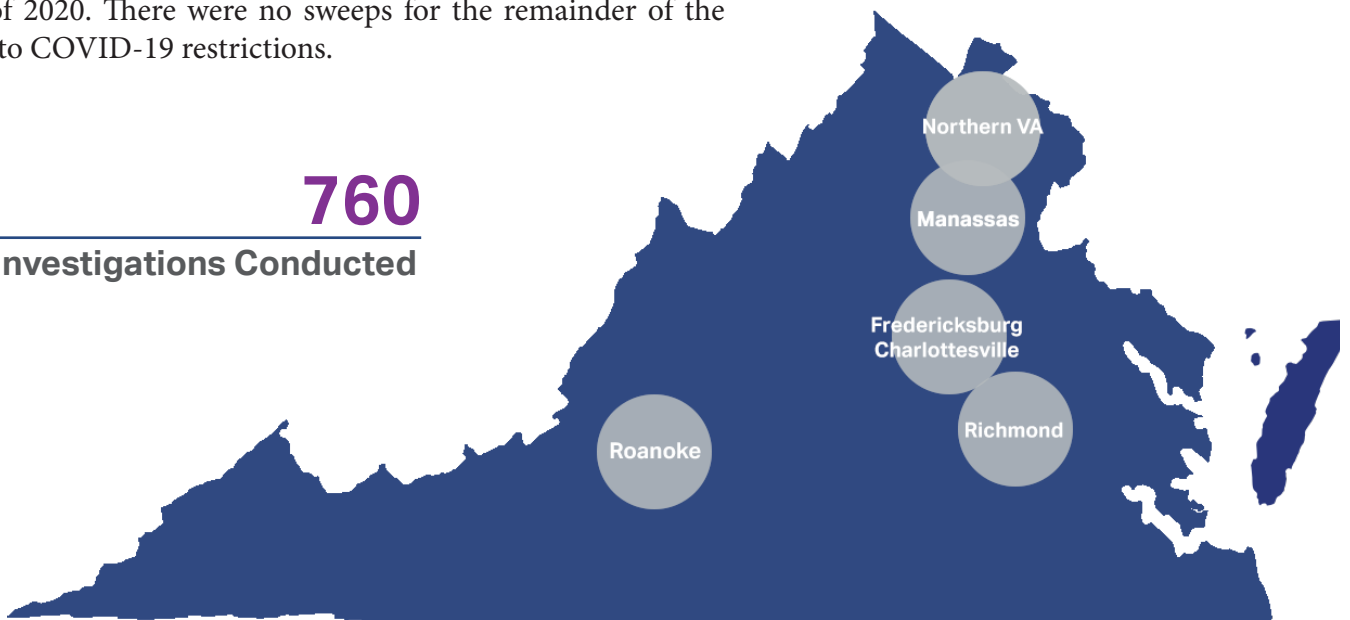 of 2020. There were no sweeps for the remainder of the
to COVID-19 restrictions.
760
nvestigations Conducted
Northern VA
Manassas
Fredericksburg
Charlottesville
Richmond
Roanoke